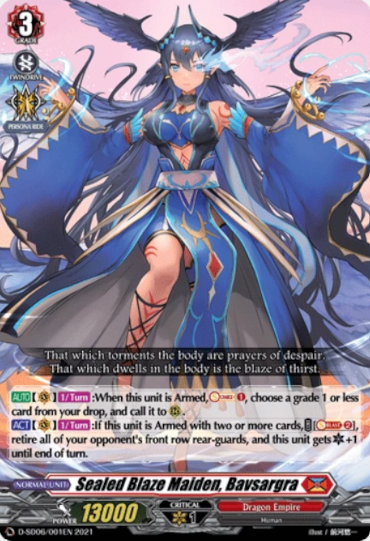 3
GRADE
TWINDRIVE
PERSONA RIDE
That which torments the body are prayers of despair.
That which dwells in the body is the blaze of thirst.
AUTO【 】1/Turn :When this unit is Armed, , choose a grade 1 or less
card from your drop, and call it to
ACT【 】1/Turn :If this unit is Armed with two or more cards, [ ],
retire all of your opponent's front row rear-guards, and this unit gets +1
until end of turn.
NORMAL UNIT
Sealed Blaze Maiden, Bavsargra
POWER 13000
CRITICAL
1
Dragon Empire
Human
D-SD06/001EN 2021
illust /